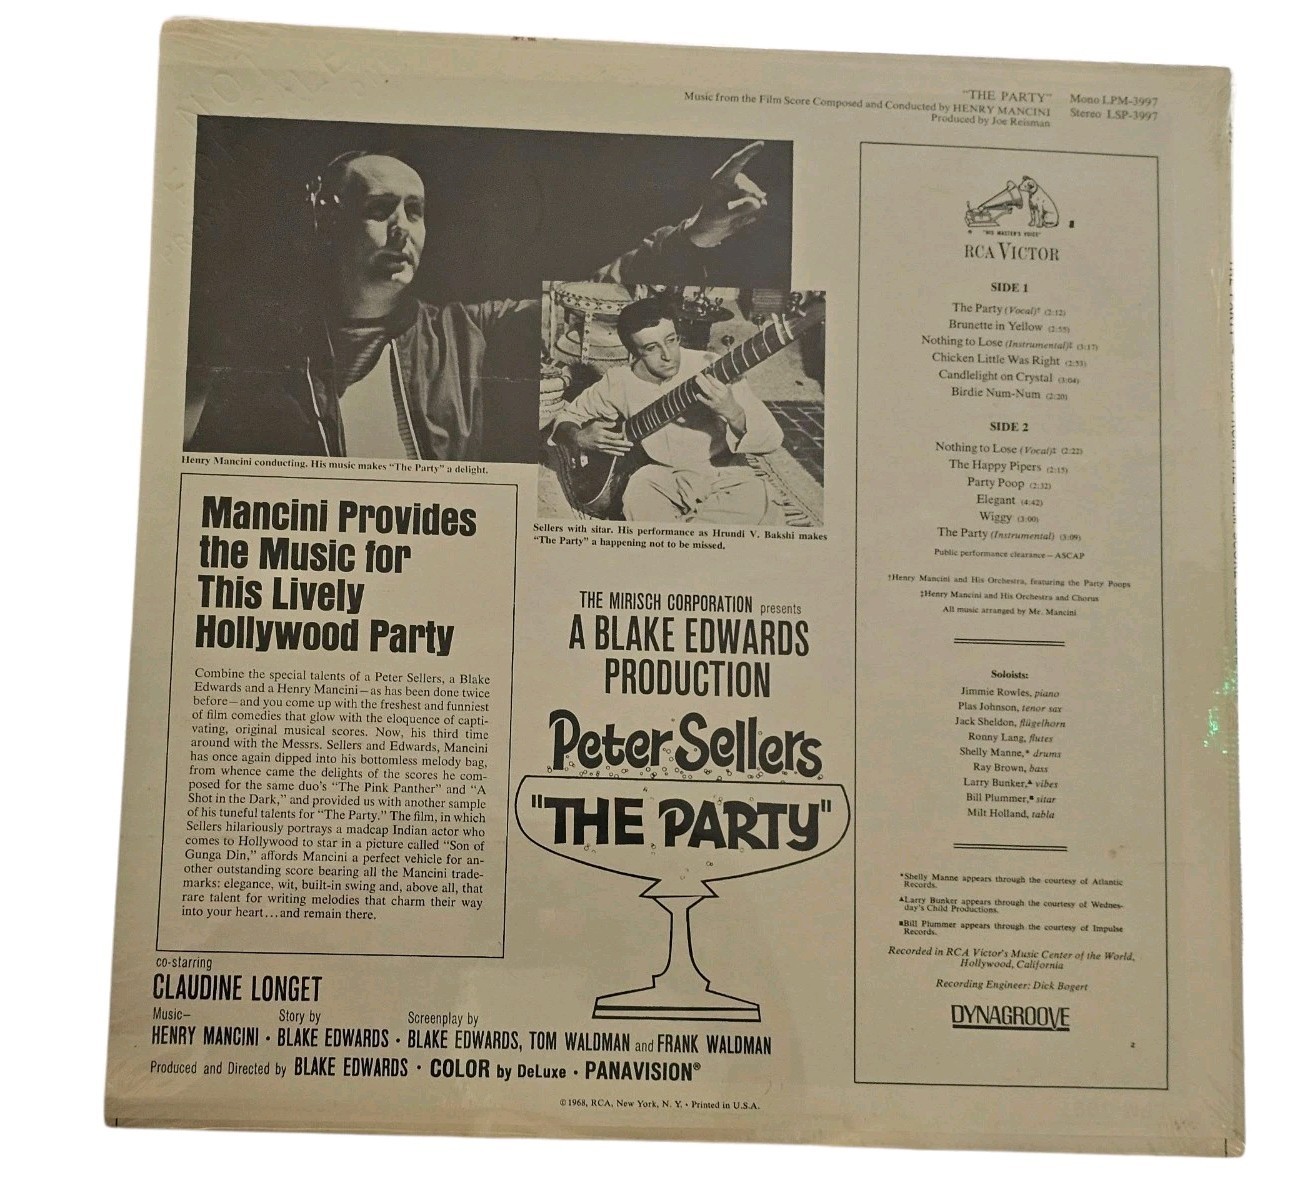 "THE PARTY" Mono LPM-3997
Music from the Film Score Composed and Conducted by HENRY MANCINI Stereo LSP-3997
Produced by Joe Reisman
Henry Mancini conducting. His music makes "The Party" a delight.
Sellers with sitar. His performance as Hrundi V. Bakshi makes
"The Party" a happening not to be missed.
Mancini Provides
the Music for
This Lively
Hollywood Party
Combine the special talents of a Peter Sellers, a Blake
Edwards and a Henry Mancini—as has been done twice
before—and you come up with the freshest and funniest
of film comedies that glow with the eloquence of capti-
vating, original musical scores. Now, his third time
around with the Messrs. Sellers and Edwards, Mancini
has once again dipped into his bottomless melody bag,
from whence came the delights of the scores he com-
posed for the same duo's "The Pink Panther" and "A
Shot in the Dark," and provided us with another sample
of his tuneful talents for "The Party." The film, in which
Sellers hilariously portrays a madcap Indian actor who
comes to Hollywood to star in a picture called "Son of
Gunga Din," affords Mancini a perfect vehicle for an-
other outstanding score bearing all the Mancini trade-
marks: elegance, wit, built-in swing and, above all, that
rare talent for writing melodies that charm their way
into your heart...and remain there.
THE MIRISCH CORPORATION presents
A BLAKE EDWARDS
PRODUCTION
Peter Sellers
"THE PARTY"
co-starring
CLAUDINE LONGET
Music— Story by Screenplay by
HENRY MANCINI • BLAKE EDWARDS • BLAKE EDWARDS, TOM WALDMAN and FRANK WALDMAN
Produced and Directed by BLAKE EDWARDS • COLOR by DeLuxe • PANAVISION®
©1968, RCA, New York, N. Y. • Printed in U.S.A.
"HIS MASTER'S VOICE"
RCA VICTOR
SIDE 1
The Party (Vocal)† (2:12)
Brunette in Yellow (2:55)
Nothing to Lose (Instrumental)‡ (3:17)
Chicken Little Was Right (2:53)
Candlelight on Crystal (3:04)
Birdie Num-Num (2:20)
SIDE 2
Nothing to Lose (Vocal)‡ (2:22)
The Happy Pipers (2:15)
Party Poop (2:32)
Elegant (4:42)
Wiggy (3:00)
The Party (Instrumental) (3:09)
Public performance clearance—ASCAP
†Henry Mancini and His Orchestra, featuring the Party Poops
‡Henry Mancini and His Orchestra and Chorus
All music arranged by Mr. Mancini
Soloists:
Jimmie Rowles, piano
Plas Johnson, tenor sax
Jack Sheldon, flügelhorn
Ronny Lang, flutes
Shelly Manne,* drums
Ray Brown, bass
Larry Bunker,▲ vibes
Bill Plummer,■ sitar
Milt Holland, tabla
*Shelly Manne appears through the courtesy of Atlantic
Records.
▲Larry Bunker appears through the courtesy of Wednes-
day's Child Productions.
■Bill Plummer appears through the courtesy of Impulse
Records.
Recorded in RCA Victor's Music Center of the World,
Hollywood, California
Recording Engineer: Dick Bogert
DYNAGROOVE
2